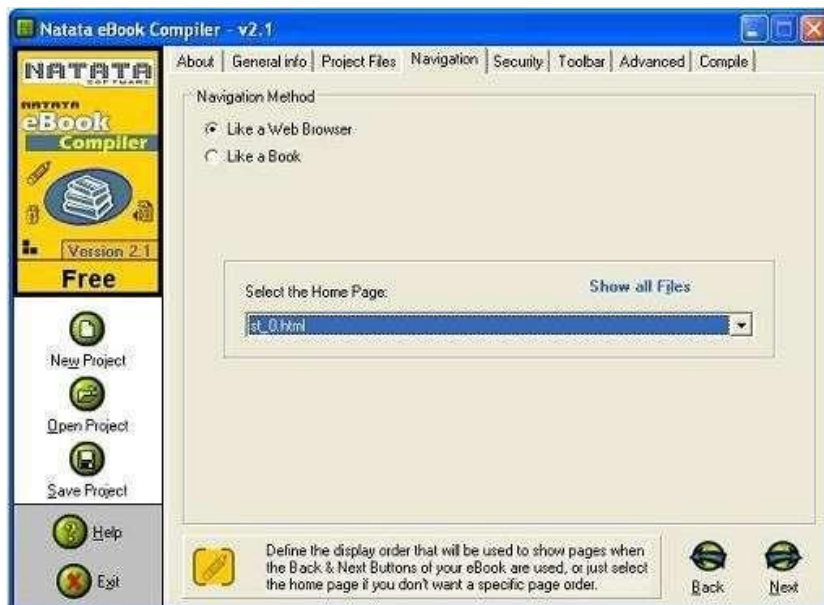 Natata eBook Compiler - v2.1
NATATA
SOFTWARE
NATATA
eBook
Compiler
Version 2.1
Free
New Project
Open Project
Save Project
Help
Exit
About General info Project Files Navigation Security Toolbar Advanced Compile
Navigation Method
Like a Web Browser
Like a Book
Select the Home Page:
Show all Files
st_0.html
Define the display order that will be used to show pages when
the Back & Next Buttons of your eBook are used, or just select
the home page if you don't want a specific page order.
Back
Next